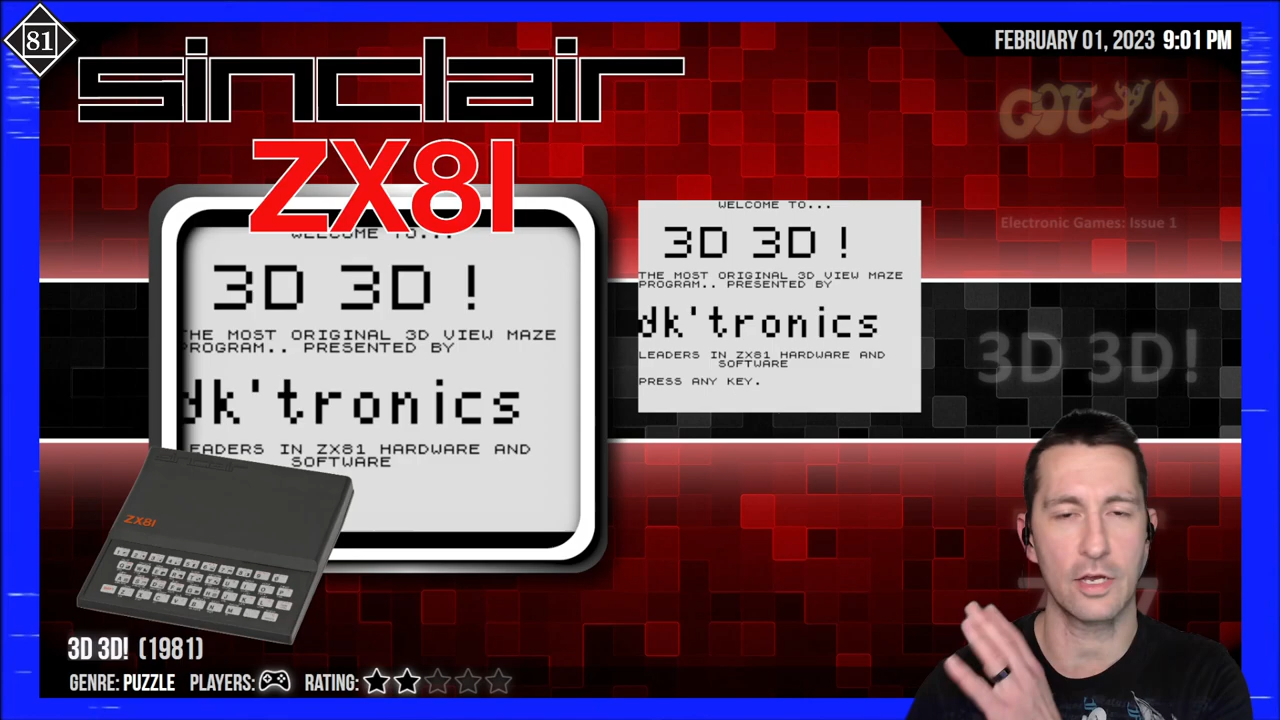 81
sinclair
ZX81
FEBRUARY 01, 2023 9:01 PM
GOTCHA
Electronic Games: Issue 1
WELCOME TO...
3D 3D !
THE MOST ORIGINAL 3D VIEW MAZE
PROGRAM.. PRESENTED BY
dk'tronics
LEADERS IN ZX81 HARDWARE AND
SOFTWARE
WELCOME TO...
3D 3D !
THE MOST ORIGINAL 3D VIEW MAZE
PROGRAM.. PRESENTED BY
dk'tronics
LEADERS IN ZX81 HARDWARE AND
SOFTWARE
PRESS ANY KEY.
3D 3D!
ZX81
3D 3D! (1981)
GENRE: PUZZLE PLAYERS: RATING: